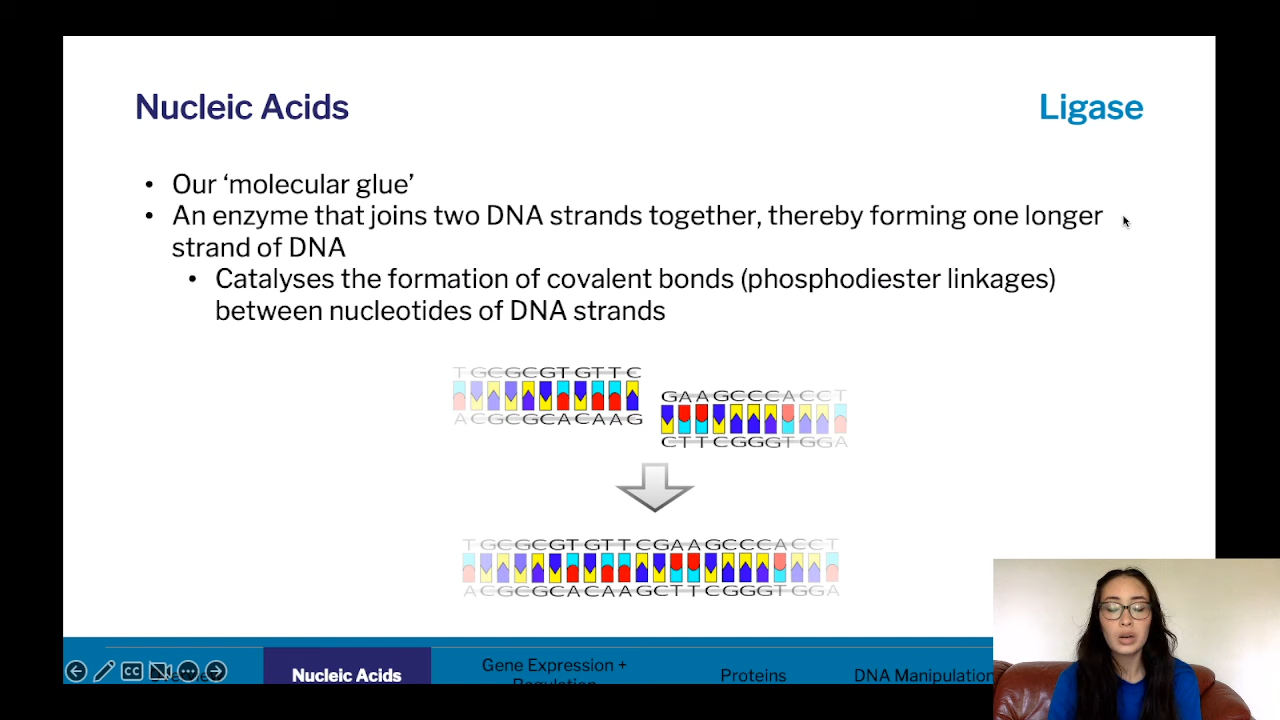 Nucleic Acids
Ligase
• Our ‘molecular glue’
• An enzyme that joins two DNA strands together, thereby forming one longer
strand of DNA
• Catalyses the formation of covalent bonds (phosphodiester linkages)
between nucleotides of DNA strands
TGCGCGTGTTC
ACGCGCACAAG
GAAGCCCACCT
CTTCGGGTGGA
TGCGCGTGTTCGAAGCCCACCT
ACGCGCACAAGCTTCGGGTGGA
CC
Nucleic Acids
Gene Expression +
Regulation
Proteins
DNA Manipulation